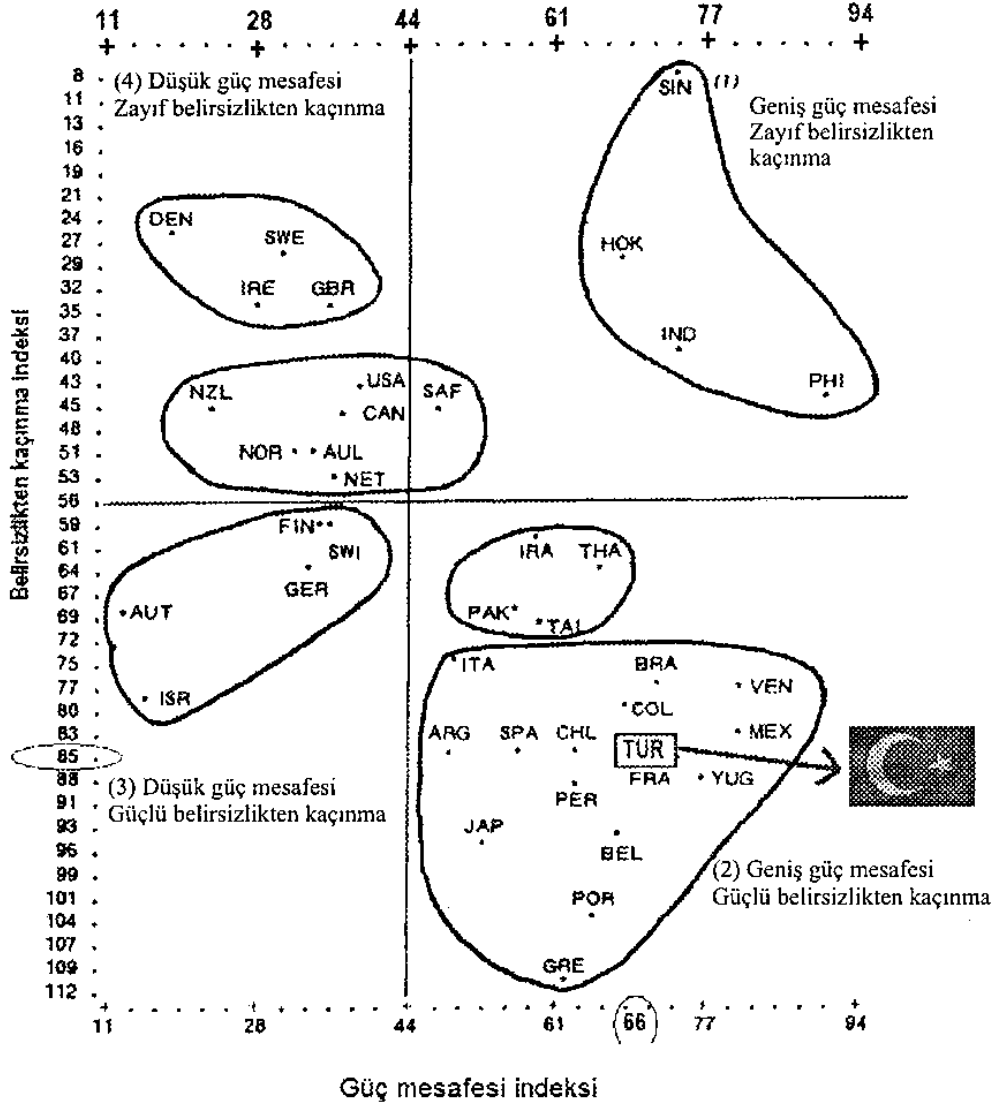 11 28 44 61 77 94
8
(4) Düşük güç mesafesi
Zayıf belirsizlikten kaçınma
SIN
(1)
Geniş güç mesafesi
Zayıf belirsizlikten
kaçınma
11
13
16
19
21
24
27
29
32
35
37
40
43
45
48
51
53
56
59
61
64
67
69
72
75
77
80
83
85
88
91
93
96
99
101
104
107
109
112
Belirsizlikten kaçınma indeksi
DEN
SWE
IRE GBR
HOK
IND
PHI
NZL USA SAF
CAN
NOR AUL
NET
FIN
SWI
GER
AUT
ISR
IRA THA
PAK
TAI
ITA BRA VEN
COL
ARG SPA CHL MEX
TUR
FRA YUG
PER
JAP
BEL
POR
GRE
(3) Düşük güç mesafesi
Güçlü belirsizlikten kaçınma
(2) Geniş güç mesafesi
Güçlü belirsizlikten kaçınma
11 28 44 61 66 77 94
Güç mesafesi indeksi